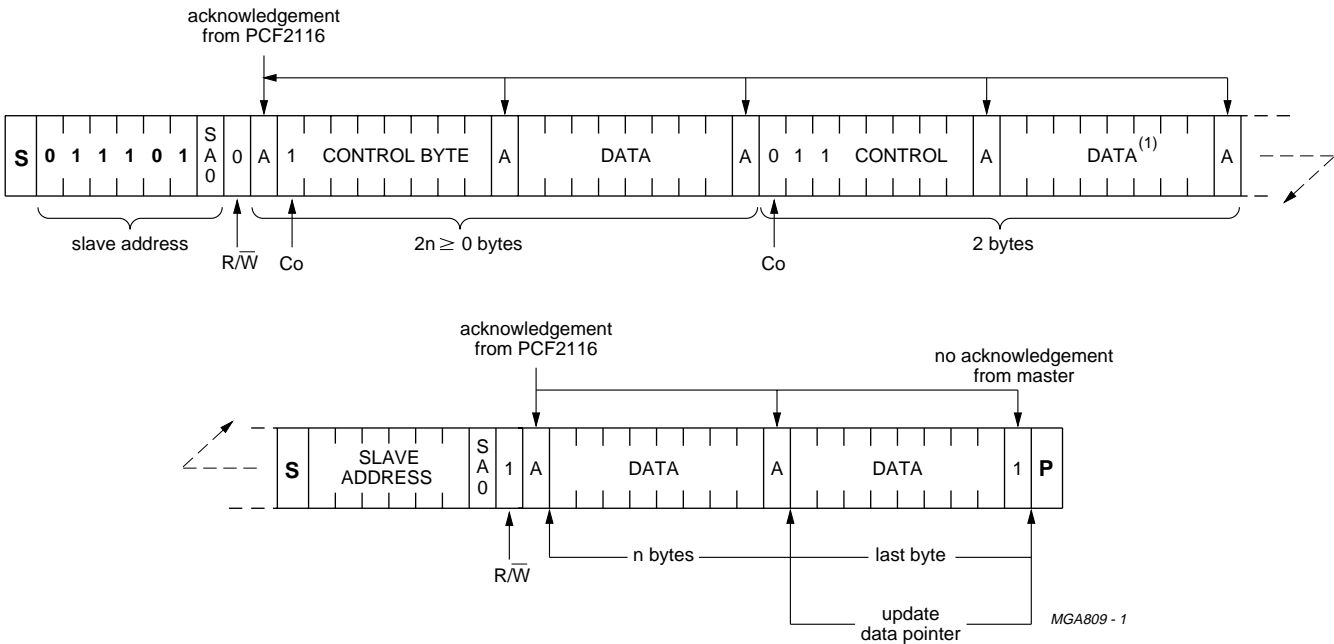 acknowledgement
from PCF2116
S 0 1 1 1 0 1 S A 0 0 A 1 CONTROL BYTE A DATA A 0 1 1 CONTROL A DATA(1) A
slave address
2n ≥ 0 bytes
2 bytes
R/W̅
Co
Co
acknowledgement
from PCF2116
no acknowledgement
from master
S SLAVE ADDRESS S A 0 1 A DATA A DATA 1 P
n bytes
last byte
R/W̅
update
data pointer
MGA809 - 1